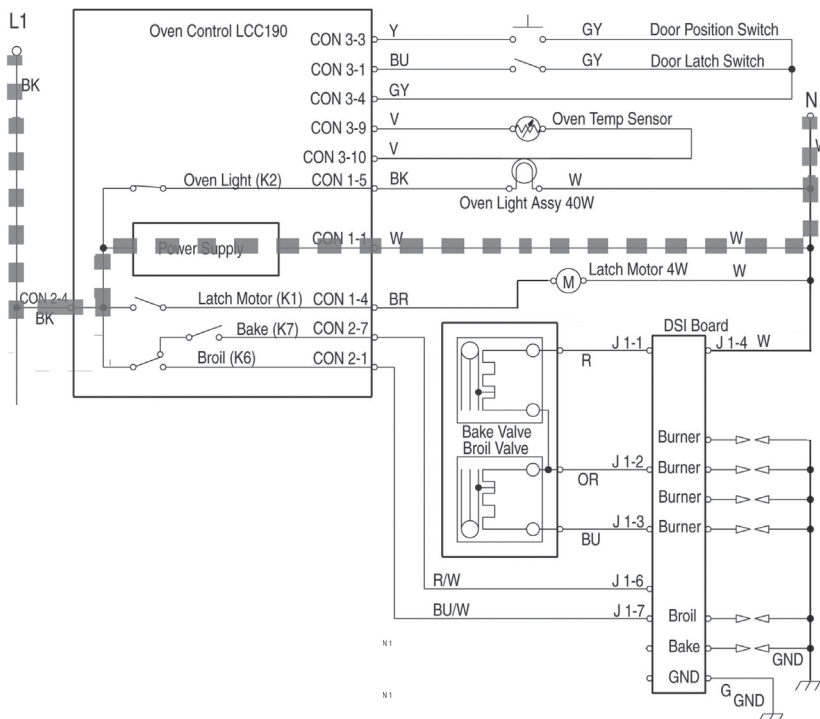 L1
BK
Oven Control LCC190
CON 3-3
Y
GY
Door Position Switch
CON 3-1
BU
GY
Door Latch Switch
CON 3-4
GY
N
CON 3-9
V
Oven Temp Sensor
CON 3-10
V
Oven Light (K2)
CON 1-5
BK
W
Oven Light Assy 40W
Power Supply
CON 1-1
W
W
Latch Motor 4W
W
M
CON 2-4
BK
Latch Motor (K1)
CON 1-4
BR
Bake (K7)
CON 2-7
Broil (K6)
CON 2-1
DSI Board
J 1-1
J 1-4
W
R
Bake Valve
Broil Valve
Burner
J 1-2
Burner
OR
Burner
J 1-3
Burner
BU
R/W
J 1-6
BU/W
J 1-7
Broil
N 1
Bake
GND
GND
G
GND
N 1